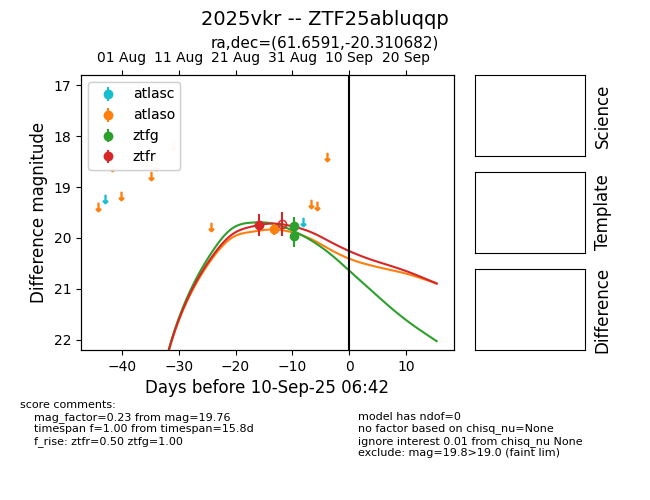 2025vkr -- ZTF25abluqqp
ra,dec=(61.6591,-20.310682)
01 Aug 11 Aug 21 Aug 31 Aug 10 Sep 20 Sep
atlasc
atlaso
ztfg
ztfr
17
18
19
20
21
22
Difference magnitude
−40 −30 −20 −10 0 10
Days before 10-Sep-25 06:42
Science
Template
Difference
score comments:
mag_factor=0.23 from mag=19.76
timespan f=1.00 from timespan=15.8d
f_rise: ztfr=0.50 ztfg=1.00
model has ndof=0
no factor based on chisq_nu=None
ignore interest 0.01 from chisq_nu None
exclude: mag=19.8>19.0 (faint lim)